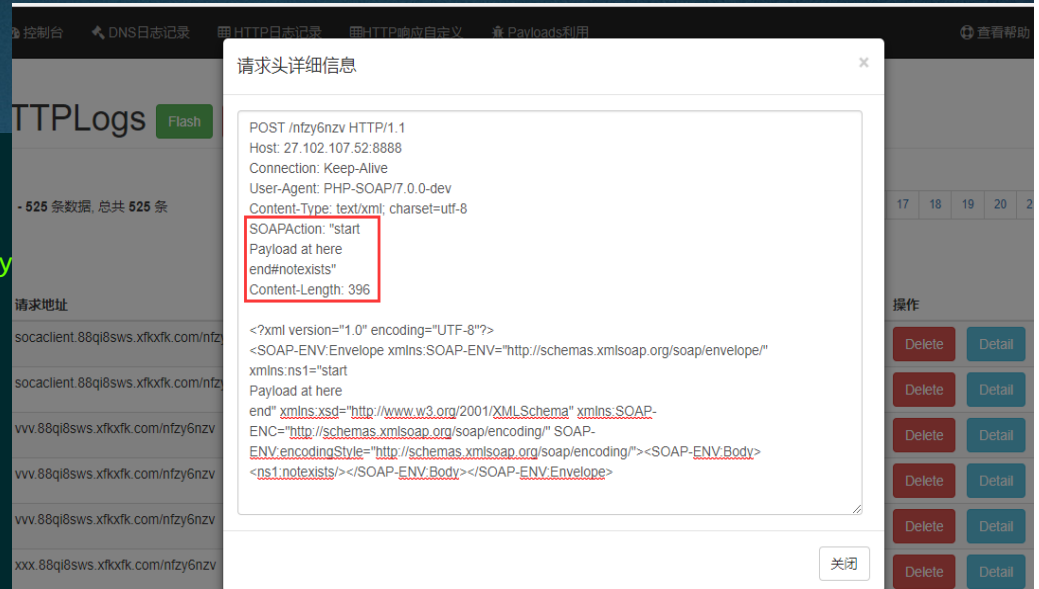 控制台 DNS日志记录 HTTP日志记录 HTTP响应自定义 Payloads利用 查看帮助
请求头详细信息 ×
TTPLogs Flash
POST /nfzy6nzv HTTP/1.1
Host: 27.102.107.52:8888
Connection: Keep-Alive
User-Agent: PHP-SOAP/7.0.0-dev
Content-Type: text/xml; charset=utf-8
- 525 条数据, 总共 525 条
17 18 19 20 2
SOAPAction: "start
Payload at here
end#notexists"
Content-Length: 396
y
请求地址 操作
<?xml version="1.0" encoding="UTF-8"?>
<SOAP-ENV:Envelope xmlns:SOAP-ENV="http://schemas.xmlsoap.org/soap/envelope/"
xmlns:ns1="start
Payload at here
end" xmlns:xsd="http://www.w3.org/2001/XMLSchema" xmlns:SOAP-
ENC="http://schemas.xmlsoap.org/soap/encoding/" SOAP-
ENV:encodingStyle="http://schemas.xmlsoap.org/soap/encoding/"><SOAP-ENV:Body>
<ns1:notexists/></SOAP-ENV:Body></SOAP-ENV:Envelope>
socaclient.88qi8sws.xfkxfk.com/nfzy Delete Detail
socaclient.88qi8sws.xfkxfk.com/nfzy Delete Detail
vvv.88qi8sws.xfkxfk.com/nfzy6nzv Delete Detail
vvv.88qi8sws.xfkxfk.com/nfzy6nzv Delete Detail
vvv.88qi8sws.xfkxfk.com/nfzy6nzv Delete Detail
xxx.88qi8sws.xfkxfk.com/nfzy6nzv Delete Detail
关闭